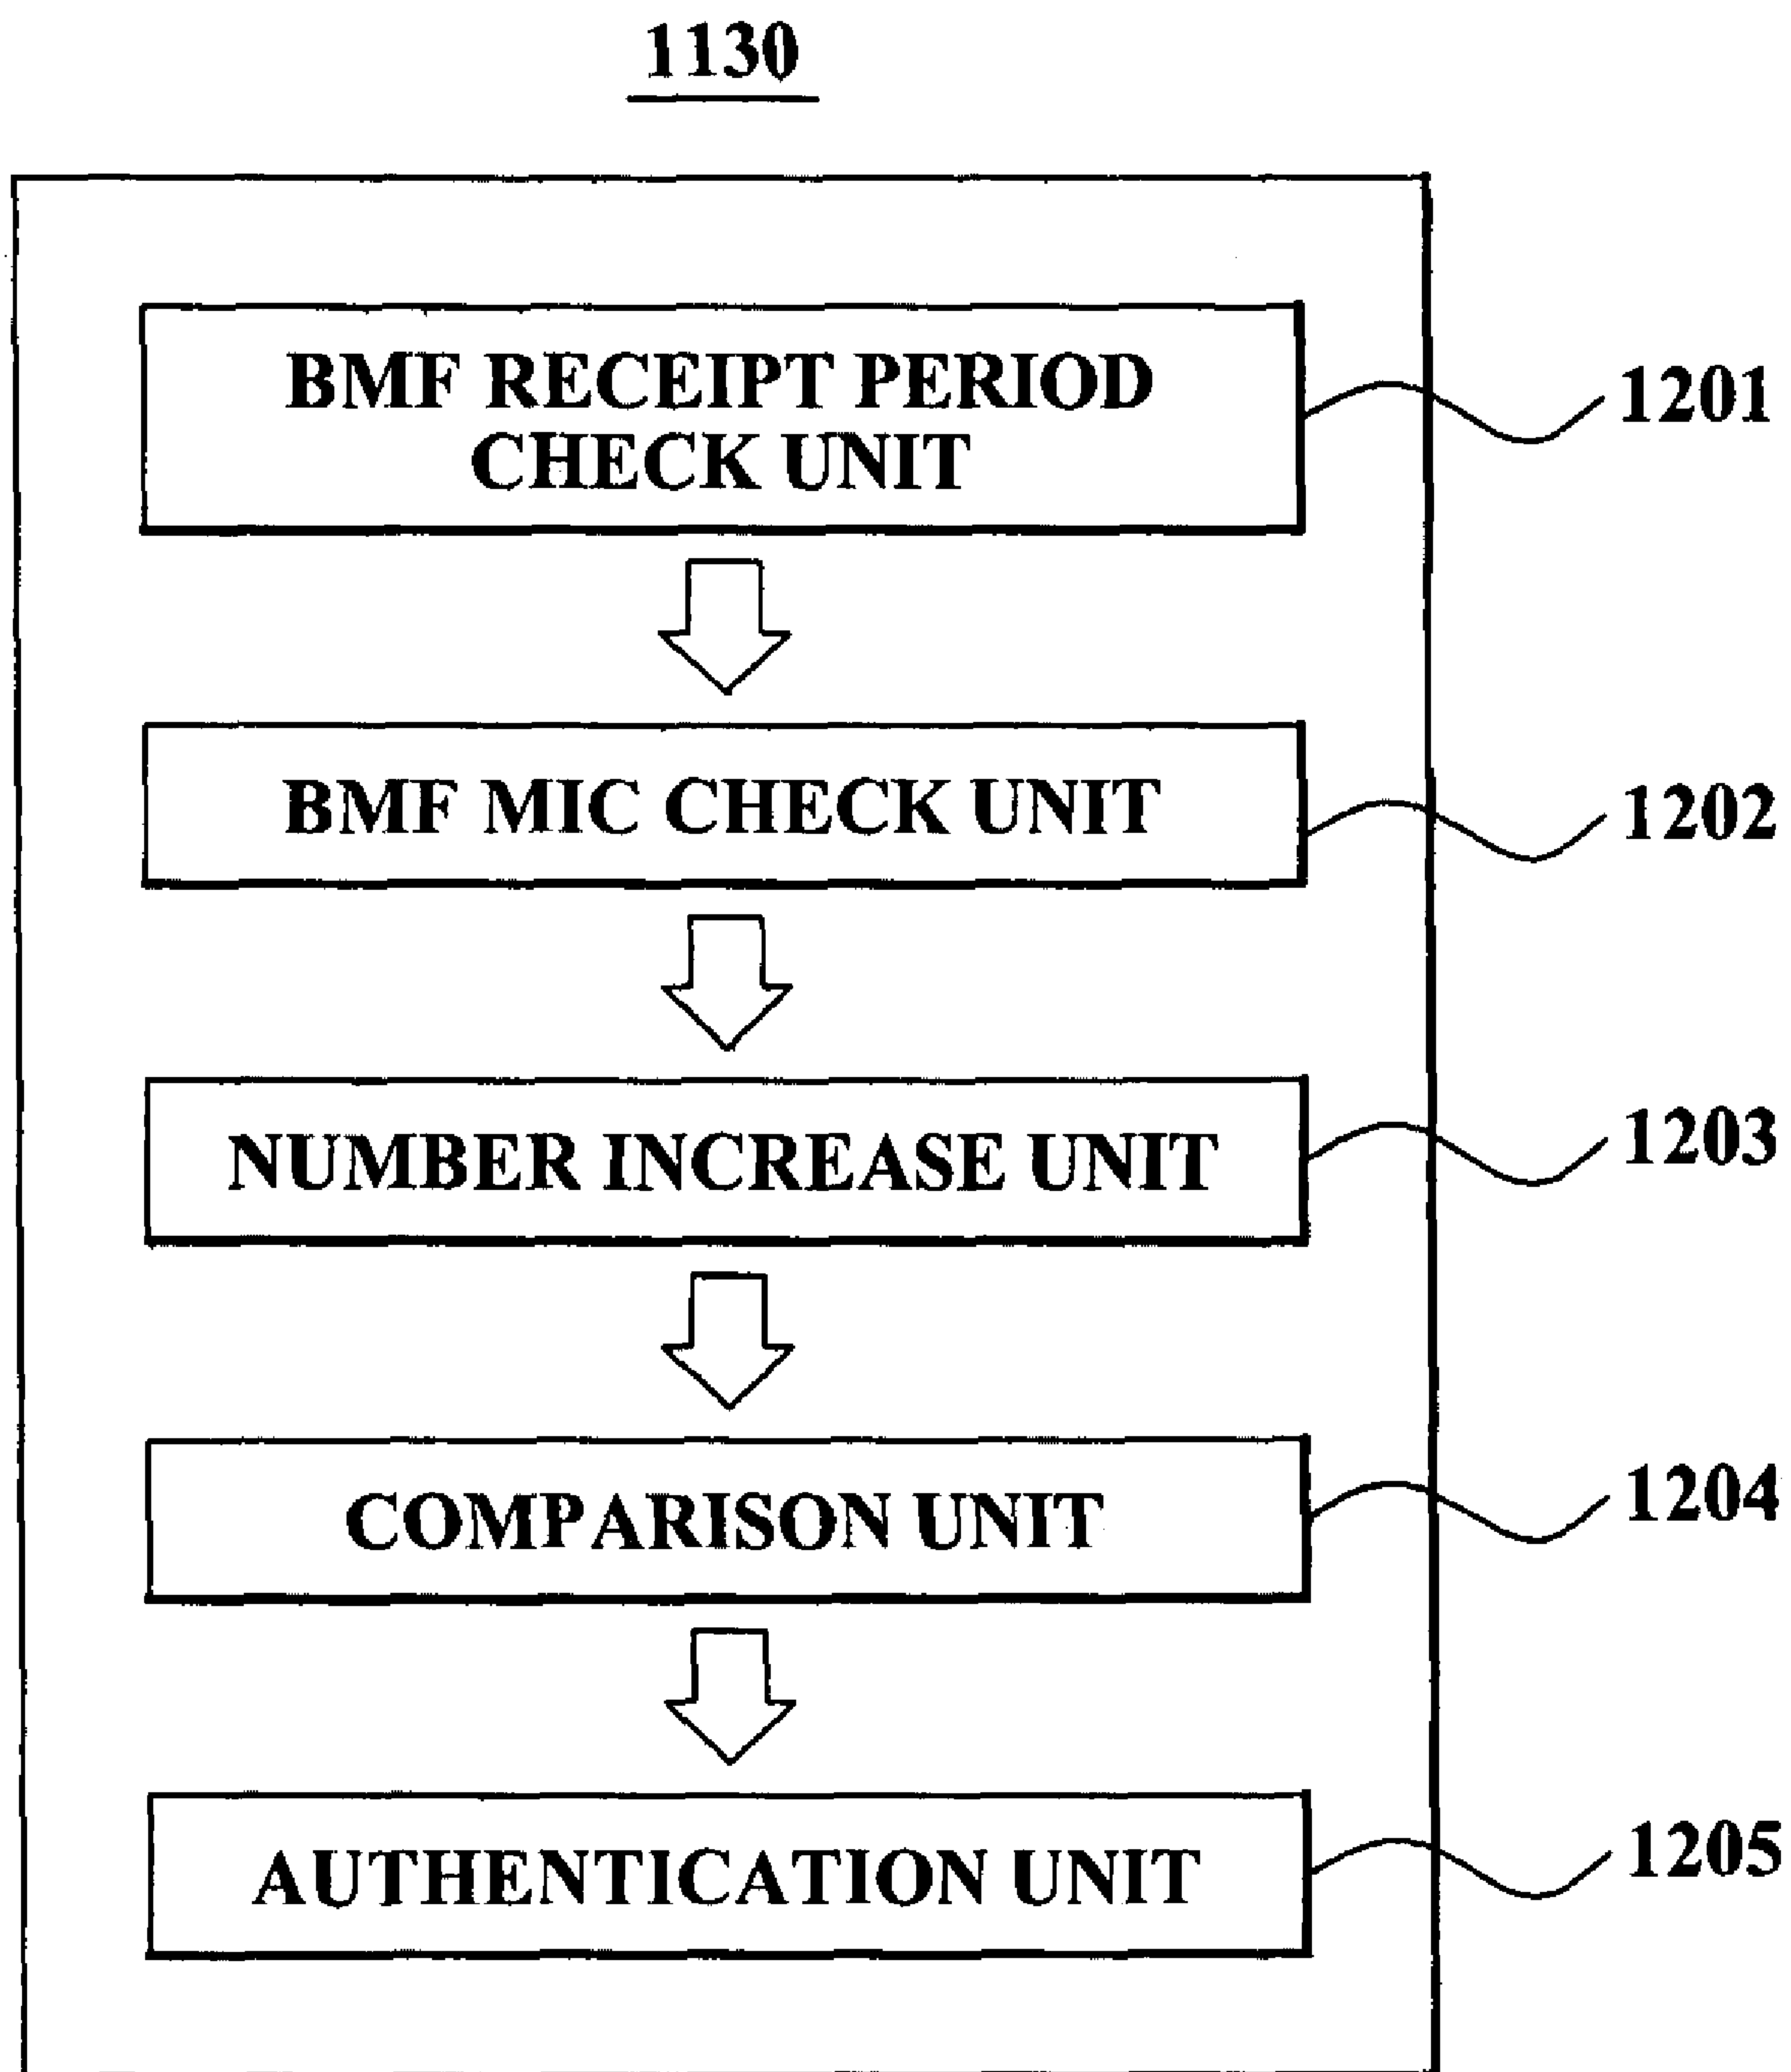 1130
BMF RECEIPT PERIOD
CHECK UNIT
1201
BMF MIC CHECK UNIT
1202
NUMBER INCREASE UNIT
1203
COMPARISON UNIT
1204
AUTHENTICATION UNIT
1205